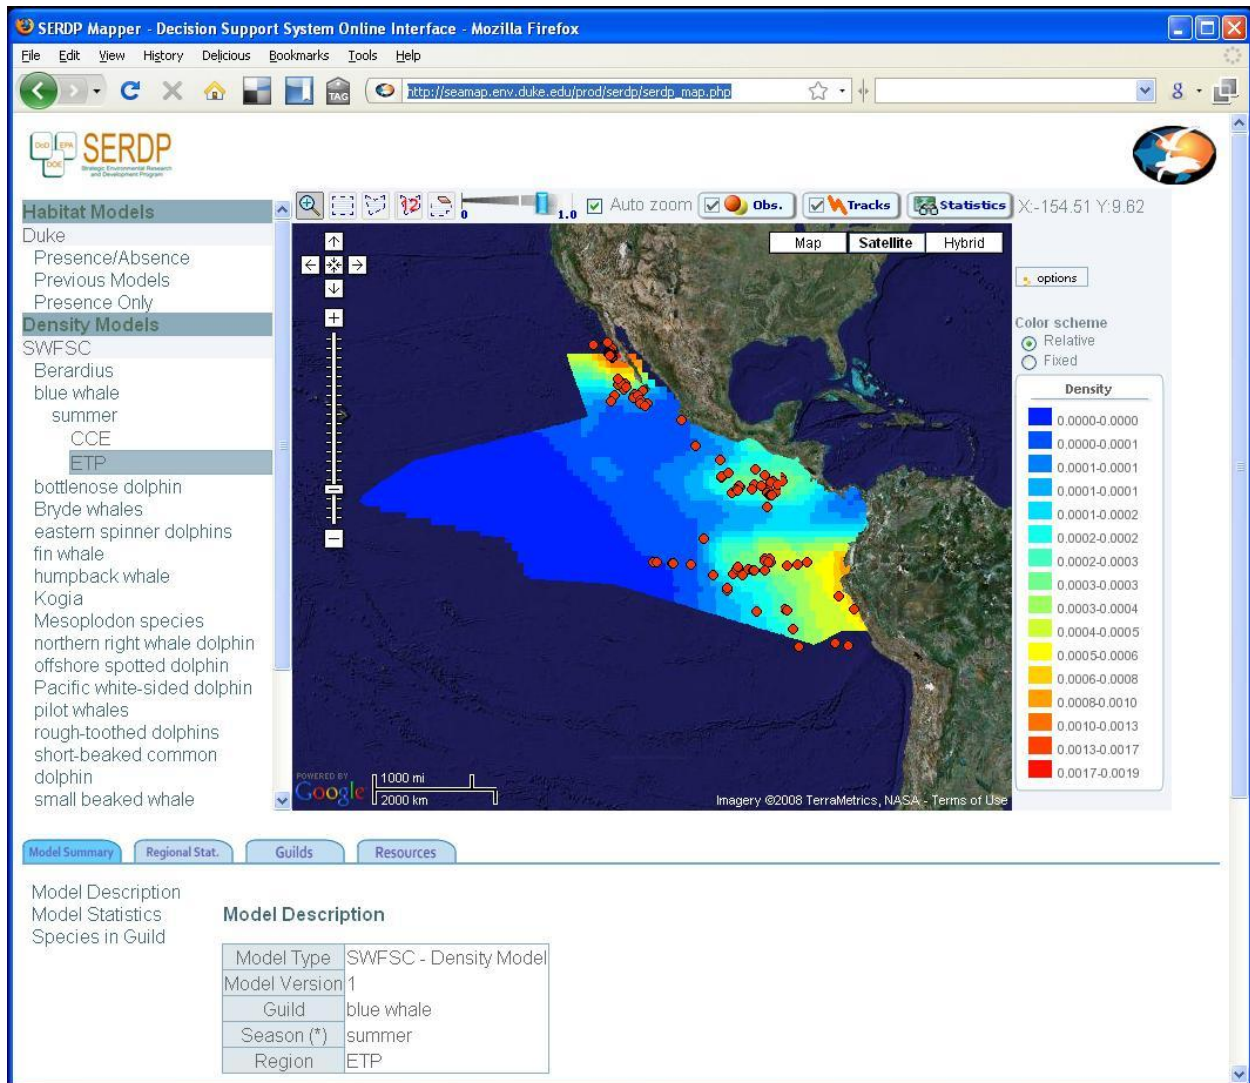 SERDP Mapper - Decision Support System Online Interface - Mozilla Firefox
File Edit View History Delicious Bookmarks Tools Help
TAG
http://seamap.env.duke.edu/prod/serdp/serdp_map.php
DoD EPA DOE
SERDP
Strategic Environmental Research
and Development Program
0 1.0 Auto zoom Obs. Tracks Statistics X:-154.51 Y:9.62
Habitat Models
Duke
Presence/Absence
Previous Models
Presence Only
Density Models
SWFSC
Berardius
blue whale
summer
CCE
ETP
bottlenose dolphin
Bryde whales
eastern spinner dolphins
fin whale
humpback whale
Kogia
Mesoplodon species
northern right whale dolphin
offshore spotted dolphin
Pacific white-sided dolphin
pilot whales
rough-toothed dolphins
short-beaked common
dolphin
small beaked whale
Map Satellite Hybrid
POWERED BY
Google
1000 mi
2000 km
Imagery ©2008 TerraMetrics, NASA - Terms of Use
options
Color scheme
Relative
Fixed
Density
0.0000-0.0000
0.0000-0.0001
0.0001-0.0001
0.0001-0.0001
0.0001-0.0002
0.0002-0.0002
0.0002-0.0003
0.0003-0.0003
0.0003-0.0004
0.0004-0.0005
0.0005-0.0006
0.0006-0.0008
0.0008-0.0010
0.0010-0.0013
0.0013-0.0017
0.0017-0.0019
Model Summary Regional Stat. Guilds Resources
Model Description
Model Statistics
Species in Guild
Model Description
Model Type SWFSC - Density Model
Model Version 1
Guild blue whale
Season (*) summer
Region ETP